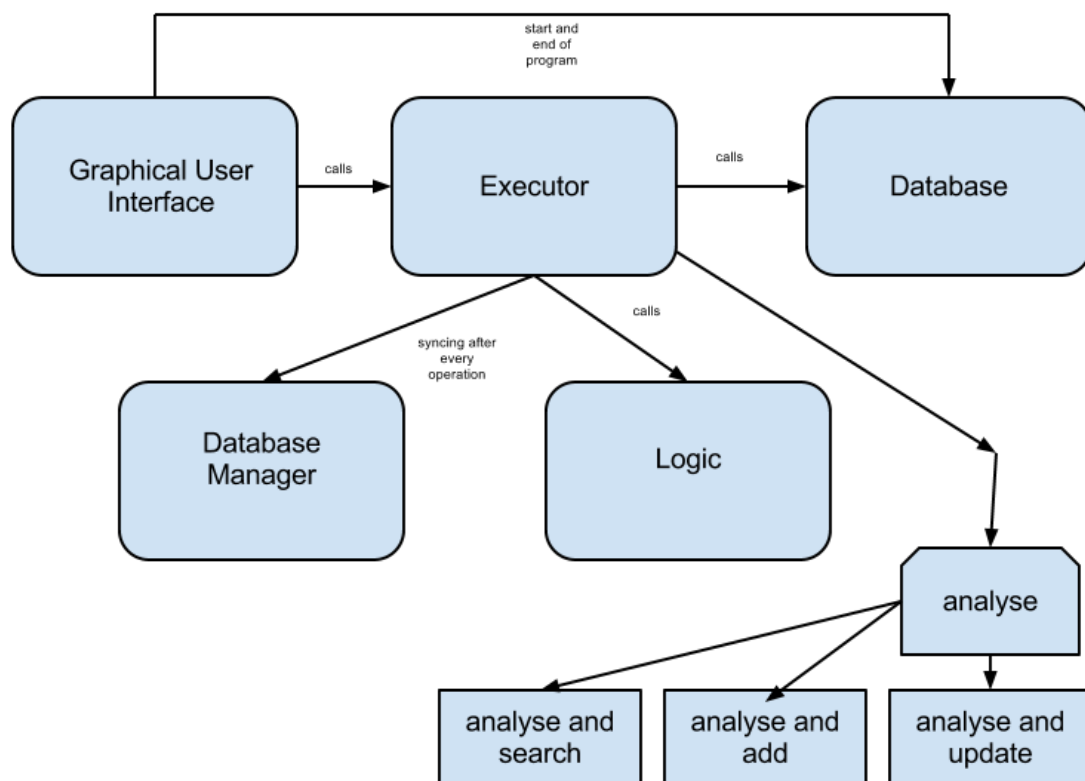 start and
end of
program
Graphical User
Interface
calls
Executor
calls
Database
syncing after
every
operation
calls
Database
Manager
Logic
analyse
analyse and
search
analyse and
add
analyse and
update